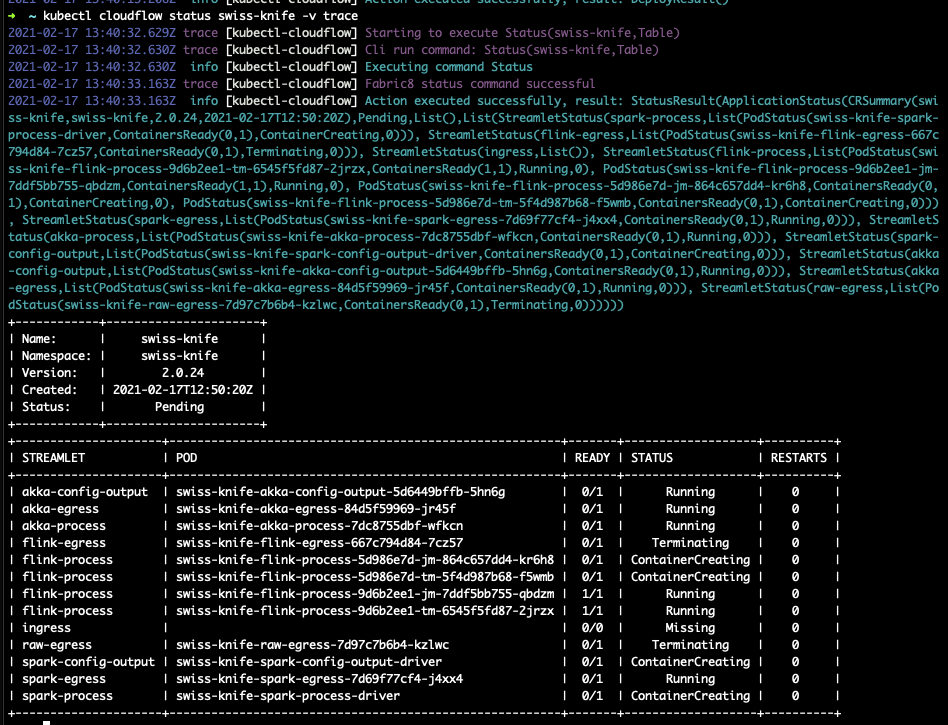 2021-02-17 13:40:13.208Z info [kubectl-cloudflow] Action executed successfully, result: DeployResult()
→ ~ kubectl cloudflow status swiss-knife -v trace
2021-02-17 13:40:32.629Z trace [kubectl-cloudflow] Starting to execute Status(swiss-knife,Table)
2021-02-17 13:40:32.630Z trace [kubectl-cloudflow] Cli run command: Status(swiss-knife,Table)
2021-02-17 13:40:32.630Z  info [kubectl-cloudflow] Executing command Status
2021-02-17 13:40:33.163Z trace [kubectl-cloudflow] Fabric8 status command successful
2021-02-17 13:40:33.163Z  info [kubectl-cloudflow] Action executed successfully, result: StatusResult(ApplicationStatus(CRSummary(swi
ss-knife,swiss-knife,2.0.24,2021-02-17T12:50:20Z),Pending,List(),List(StreamletStatus(spark-process,List(PodStatus(swiss-knife-spark-
process-driver,ContainersReady(0,1),ContainerCreating,0))), StreamletStatus(flink-egress,List(PodStatus(swiss-knife-flink-egress-667c
794d84-7cz57,ContainersReady(0,1),Terminating,0))), StreamletStatus(ingress,List()), StreamletStatus(flink-process,List(PodStatus(swi
ss-knife-flink-process-9d6b2ee1-tm-6545f5fd87-2jrzx,ContainersReady(1,1),Running,0), PodStatus(swiss-knife-flink-process-9d6b2ee1-jm-
7ddf5bb755-qbdzm,ContainersReady(1,1),Running,0), PodStatus(swiss-knife-flink-process-5d986e7d-jm-864c657dd4-kr6h8,ContainersReady(0,
1),ContainerCreating,0), PodStatus(swiss-knife-flink-process-5d986e7d-tm-5f4d987b68-f5wmb,ContainersReady(0,1),ContainerCreating,0)))
, StreamletStatus(spark-egress,List(PodStatus(swiss-knife-spark-egress-7d69f77cf4-j4xx4,ContainersReady(0,1),Running,0))), StreamletS
tatus(akka-process,List(PodStatus(swiss-knife-akka-process-7dc8755dbf-wfkcn,ContainersReady(0,1),Running,0))), StreamletStatus(spark-
config-output,List(PodStatus(swiss-knife-spark-config-output-driver,ContainersReady(0,1),ContainerCreating,0))), StreamletStatus(akka
-config-output,List(PodStatus(swiss-knife-akka-config-output-5d6449bffb-5hn6g,ContainersReady(0,1),Running,0))), StreamletStatus(akka
-egress,List(PodStatus(swiss-knife-akka-egress-84d5f59969-jr45f,ContainersReady(0,1),Running,0))), StreamletStatus(raw-egress,List(Po
dStatus(swiss-knife-raw-egress-7d97c7b6b4-kzlwc,ContainersReady(0,1),Terminating,0))))))
| Name: | swiss-knife |
| Namespace: | swiss-knife |
| Version: | 2.0.24 |
| Created: | 2021-02-17T12:50:20Z |
| Status: | Pending |
| STREAMLET | POD | READY | STATUS | RESTARTS |
| akka-config-output | swiss-knife-akka-config-output-5d6449bffb-5hn6g | 0/1 | Running | 0 |
| akka-egress | swiss-knife-akka-egress-84d5f59969-jr45f | 0/1 | Running | 0 |
| akka-process | swiss-knife-akka-process-7dc8755dbf-wfkcn | 0/1 | Running | 0 |
| flink-egress | swiss-knife-flink-egress-667c794d84-7cz57 | 0/1 | Terminating | 0 |
| flink-process | swiss-knife-flink-process-5d986e7d-jm-864c657dd4-kr6h8 | 0/1 | ContainerCreating | 0 |
| flink-process | swiss-knife-flink-process-5d986e7d-tm-5f4d987b68-f5wmb | 0/1 | ContainerCreating | 0 |
| flink-process | swiss-knife-flink-process-9d6b2ee1-jm-7ddf5bb755-qbdzm | 1/1 | Running | 0 |
| flink-process | swiss-knife-flink-process-9d6b2ee1-tm-6545f5fd87-2jrzx | 1/1 | Running | 0 |
| ingress | | 0/0 | Missing | 0 |
| raw-egress | swiss-knife-raw-egress-7d97c7b6b4-kzlwc | 0/1 | Terminating | 0 |
| spark-config-output | swiss-knife-spark-config-output-driver | 0/1 | ContainerCreating | 0 |
| spark-egress | swiss-knife-spark-egress-7d69f77cf4-j4xx4 | 0/1 | Running | 0 |
| spark-process | swiss-knife-spark-process-driver | 0/1 | ContainerCreating | 0 |